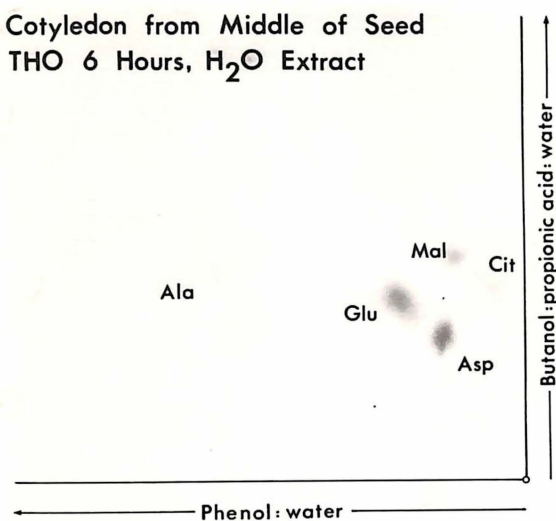 Cotyledon from Middle of Seed
THO 6 Hours, H₂O Extract
Mal
Cit
Ala
Glu
Asp
Butanol:propionic acid:water
Phenol:water